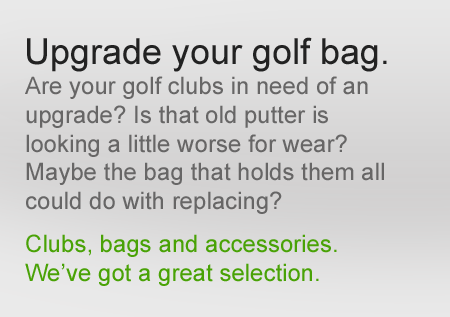 Upgrade your golf bag.
Are your golf clubs in need of an
upgrade? Is that old putter is
looking a little worse for wear?
Maybe the bag that holds them all
could do with replacing?
Clubs, bags and accessories.
We’ve got a great selection.